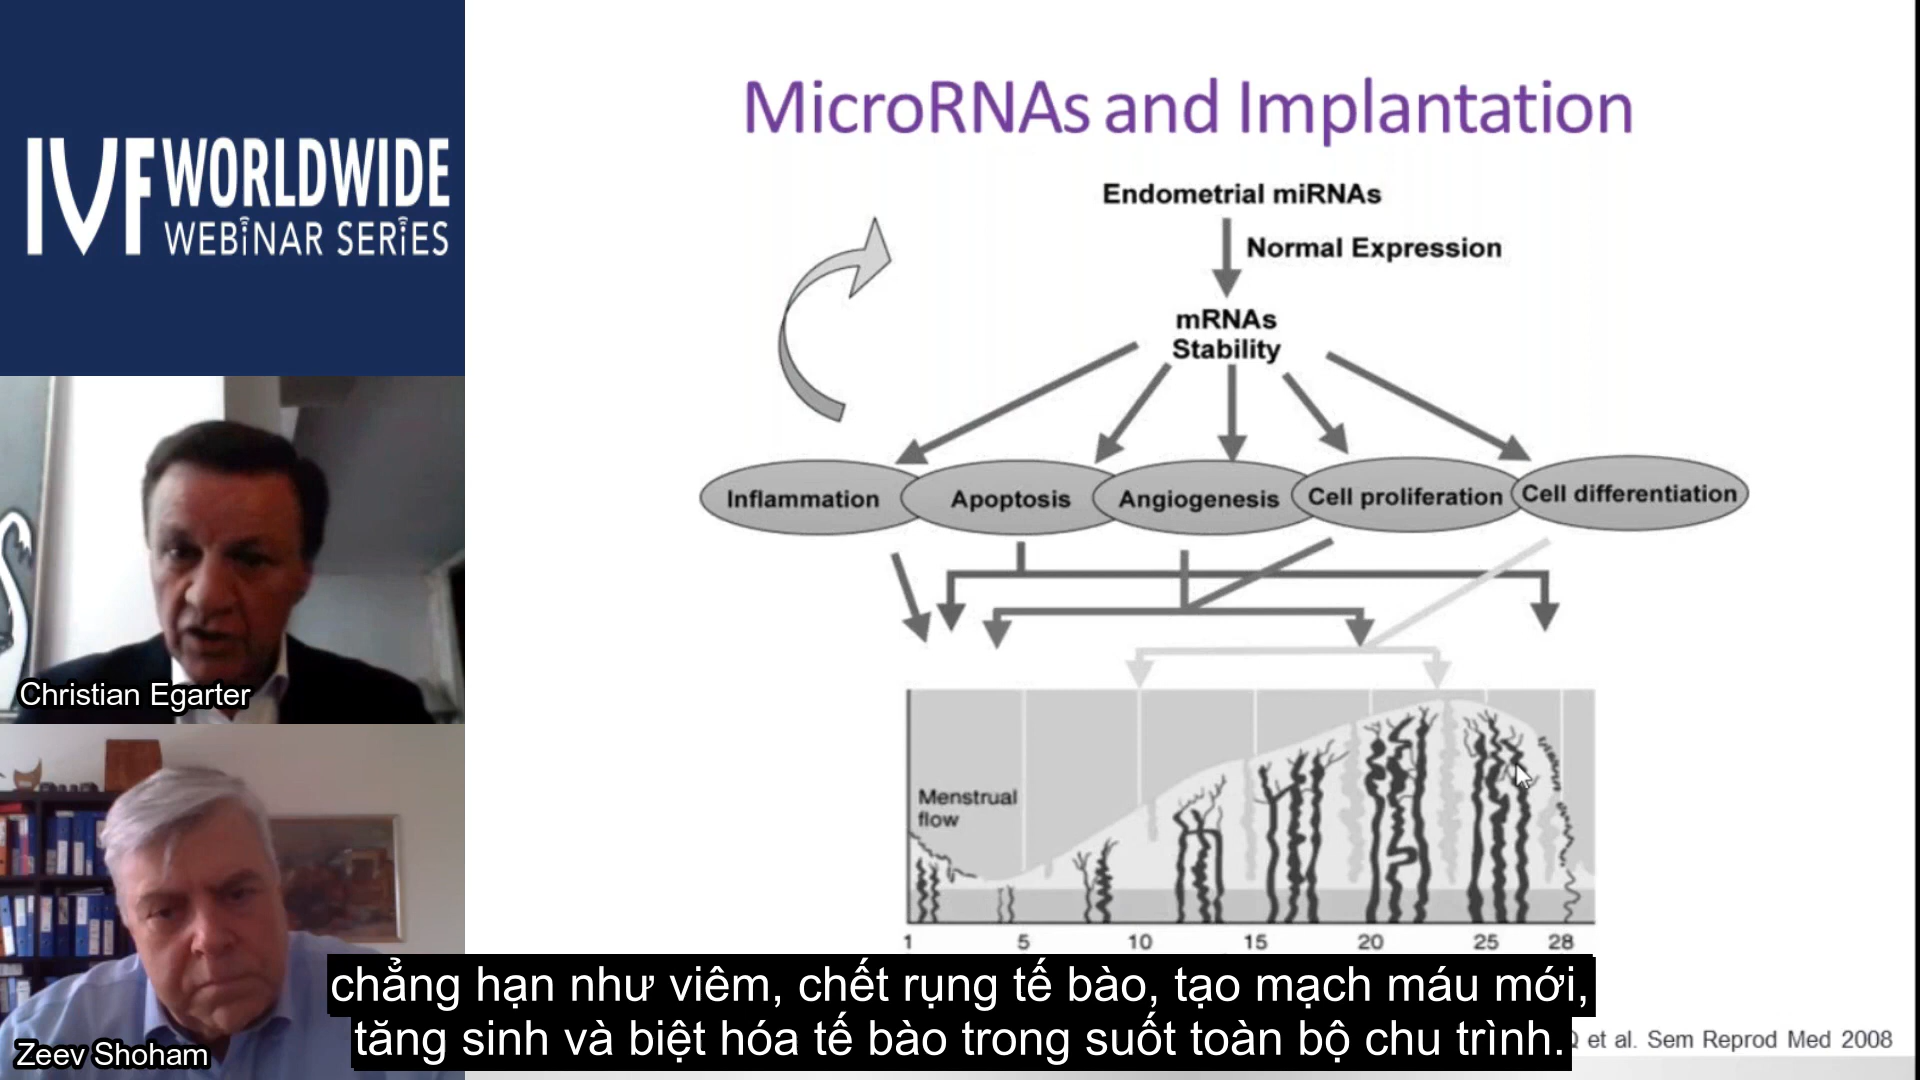 IVF WORLDWIDE
WEBINAR SERIES
MicroRNAs and Implantation
Endometrial miRNAs
Normal Expression
mRNAs
Stability
Inflammation
Apoptosis
Angiogenesis
Cell proliferation
Cell differentiation
Menstrual
flow
1 5 10 15 20 25 28
Christian Egarter
Zeev Shoham
chẳng hạn như viêm, chết rụng tế bào, tạo mạch máu mới,
tăng sinh và biệt hóa tế bào trong suốt toàn bộ chu trình.
et al. Sem Reprod Med 2008